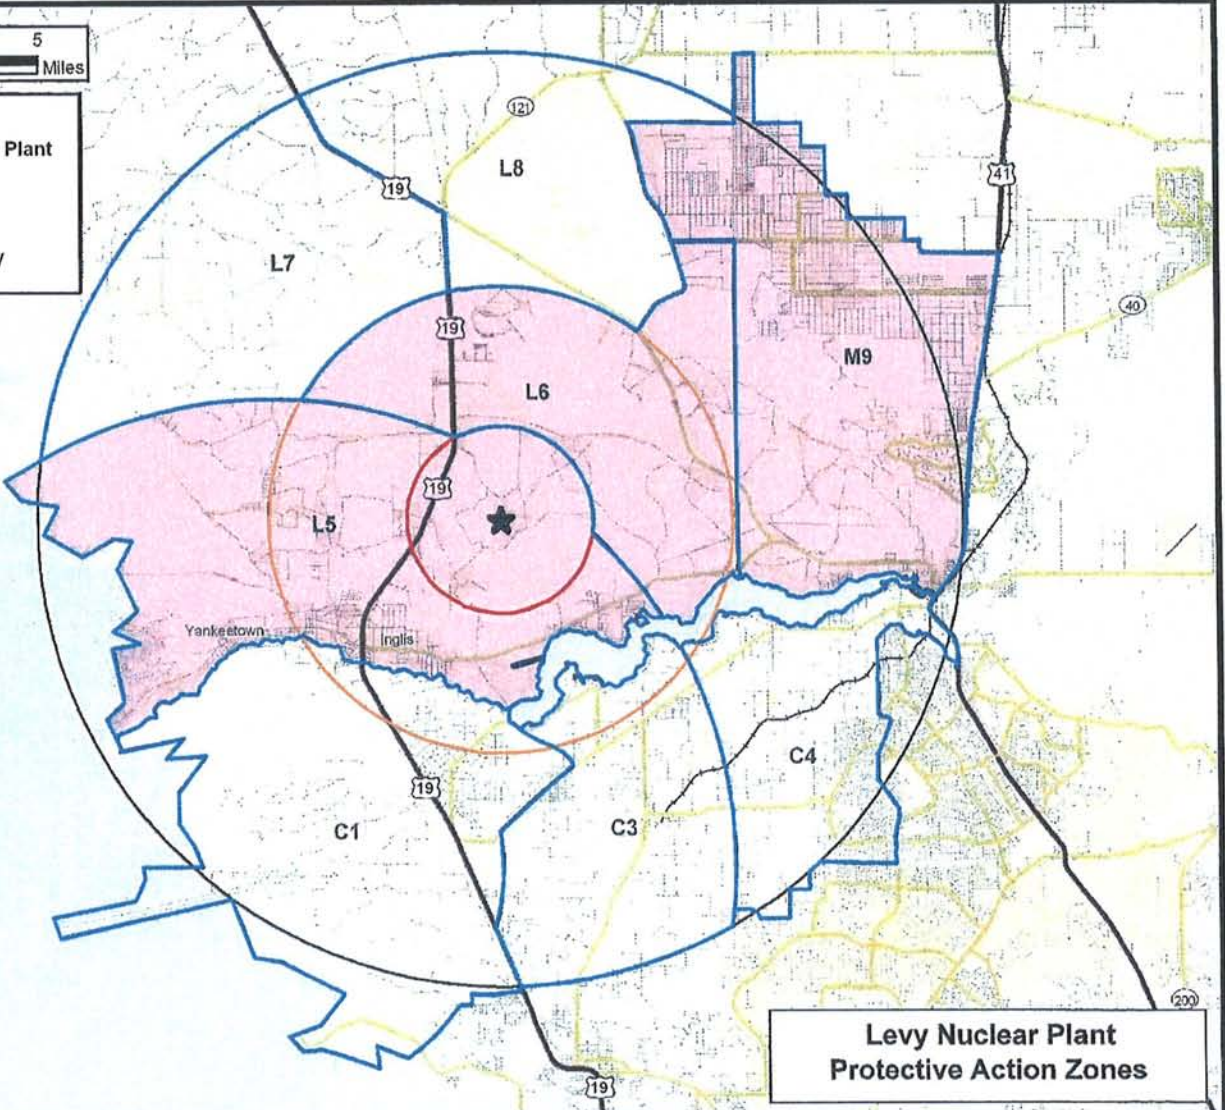 5
Miles
Plant
121
L8
41
19
L7
40
19
M9
L6
19
L5
Yankeetown
Inglis
C4
19
C3
C1
200
Levy Nuclear Plant
Protective Action Zones
19